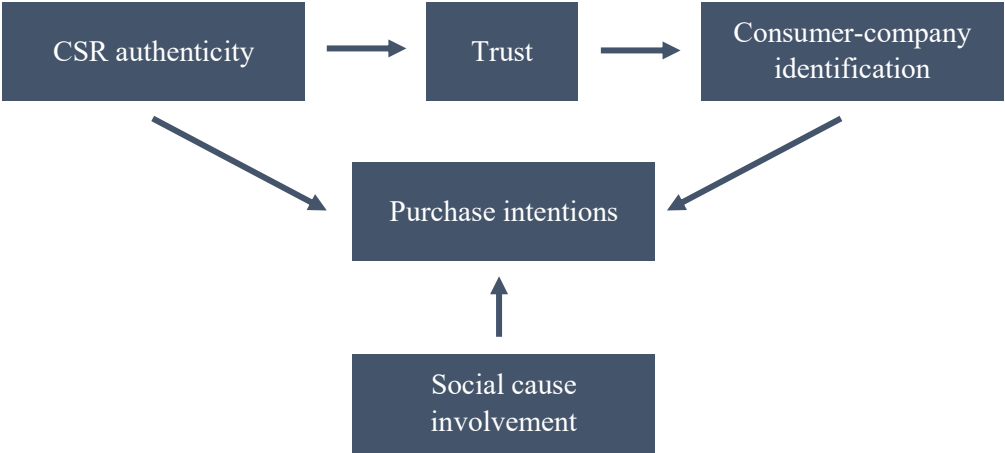 CSR authenticity
Trust
Consumer-company
identification
Purchase intentions
Social cause
involvement